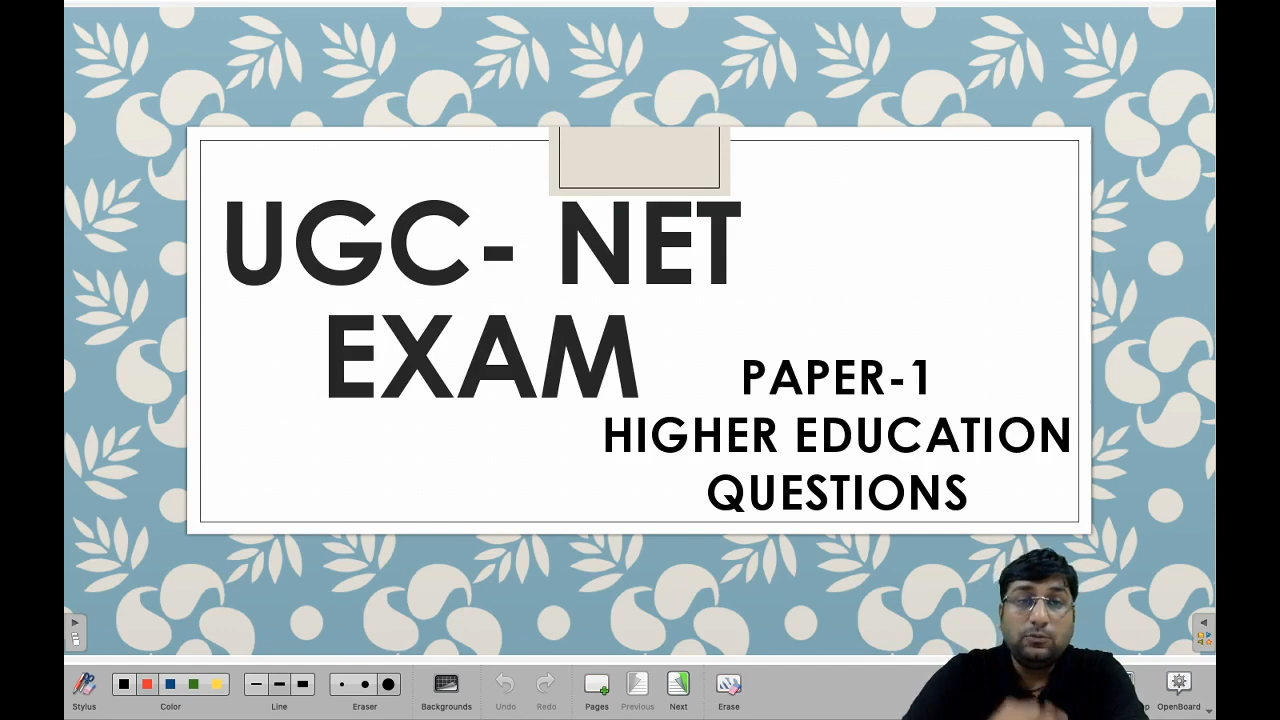 UGC- NET
EXAM
PAPER-1
HIGHER EDUCATION
QUESTIONS
Stylus
Color
Line
Eraser
Backgrounds
Undo
Redo
Pages
Previous
Next
Erase
OpenBoard